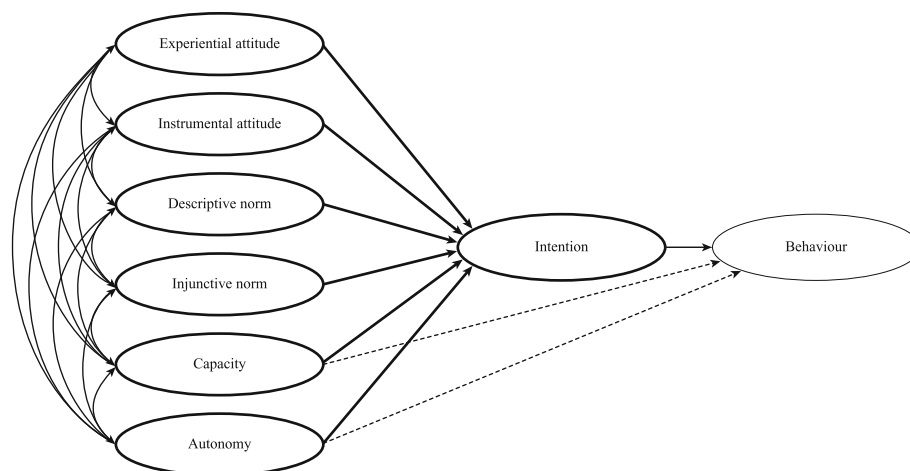 Experiential attitude
Instrumental attitude
Descriptive norm
Injunctive norm
Capacity
Autonomy
Intention
Behaviour